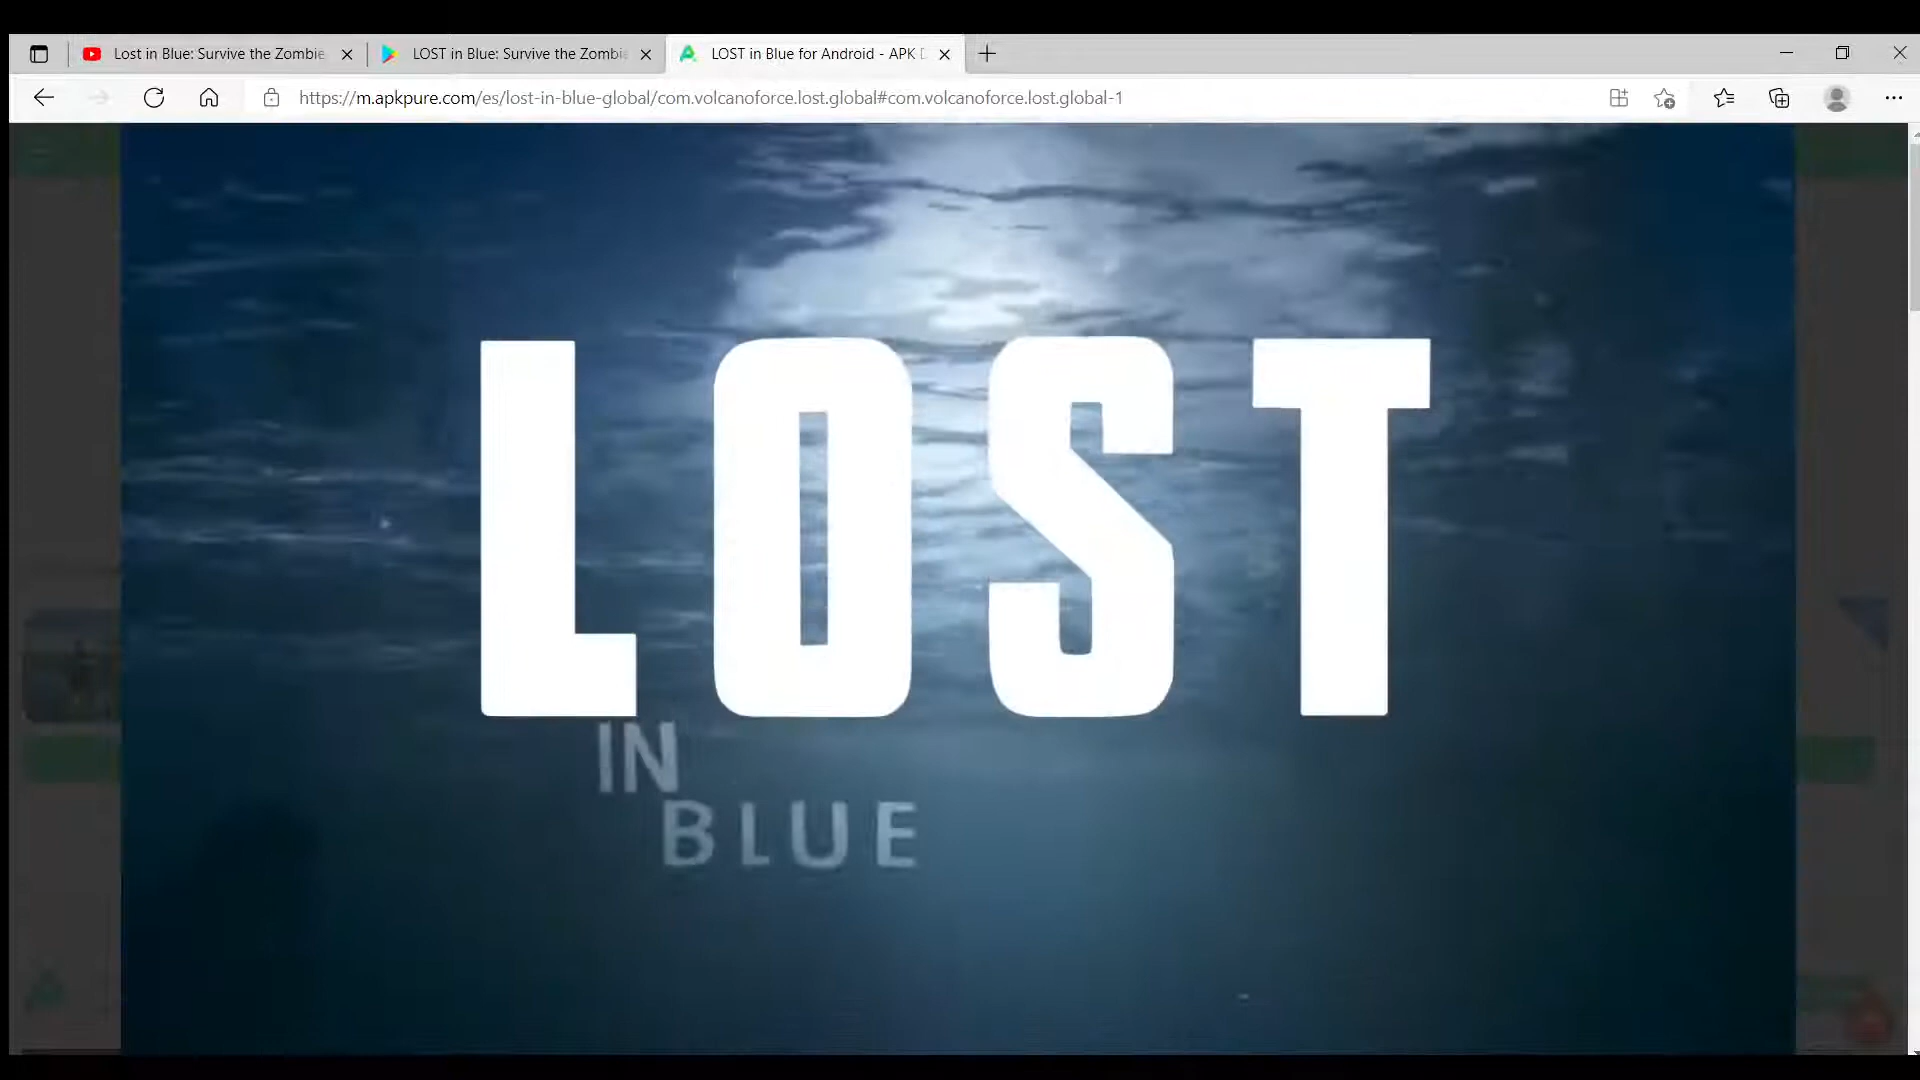 Lost in Blue: Survive the Zombie
LOST in Blue: Survive the Zombie
LOST in Blue for Android - APK D
https://m.apkpure.com/es/lost-in-blue-global/com.volcanoforce.lost.global#com.volcanoforce.lost.global-1
LOST
IN
BLUE